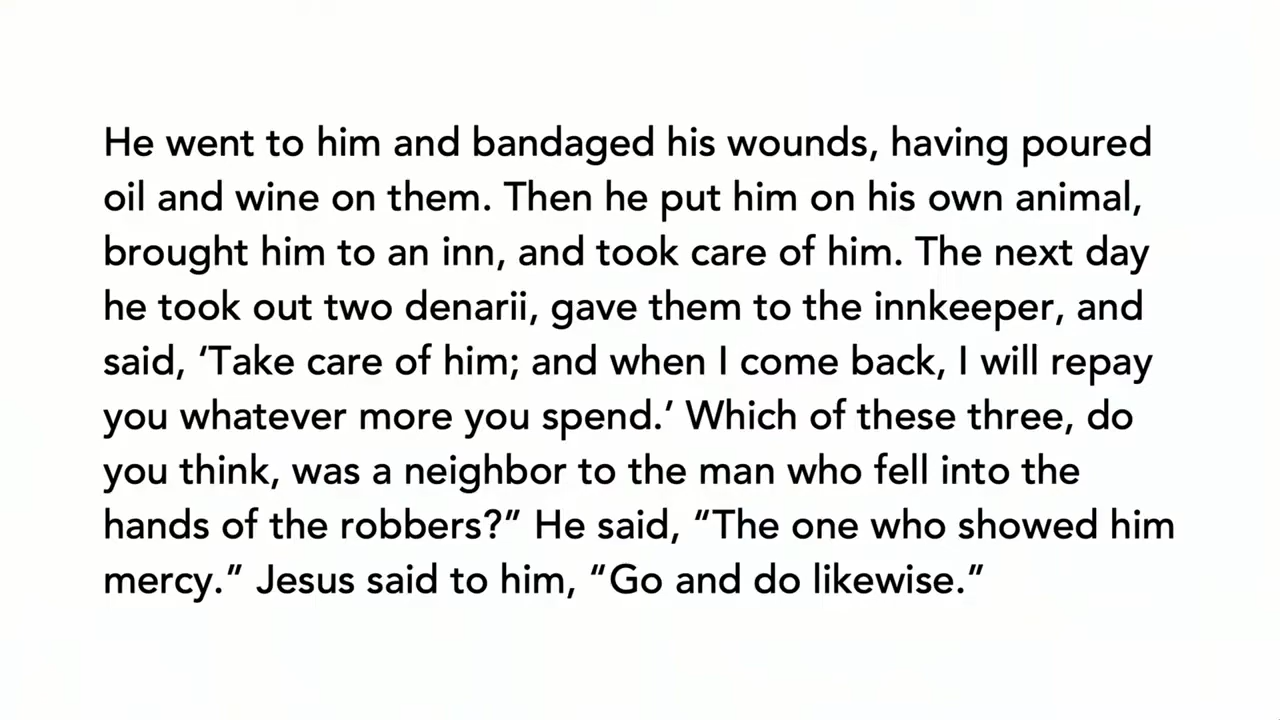 He went to him and bandaged his wounds, having poured
oil and wine on them. Then he put him on his own animal,
brought him to an inn, and took care of him. The next day
he took out two denarii, gave them to the innkeeper, and
said, ‘Take care of him; and when I come back, I will repay
you whatever more you spend.’ Which of these three, do
you think, was a neighbor to the man who fell into the
hands of the robbers?” He said, “The one who showed him
mercy.” Jesus said to him, “Go and do likewise.”